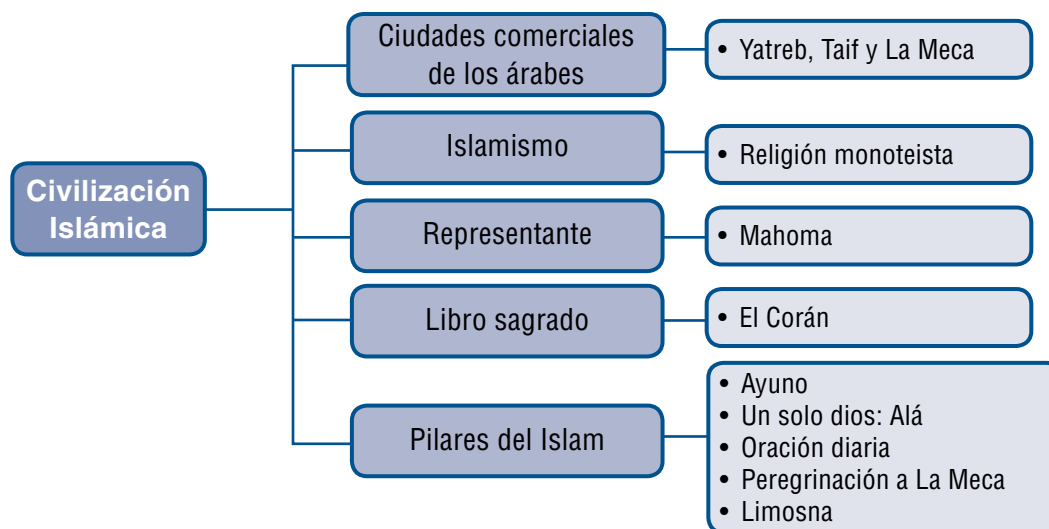 Civilización
Islámica
Ciudades comerciales
de los árabes
• Yatreb, Taif y La Meca
Islamismo
• Religión monoteista
Representante
• Mahoma
Libro sagrado
• El Corán
Pilares del Islam
• Ayuno
• Un solo dios: Alá
• Oración diaria
• Peregrinación a La Meca
• Limosna